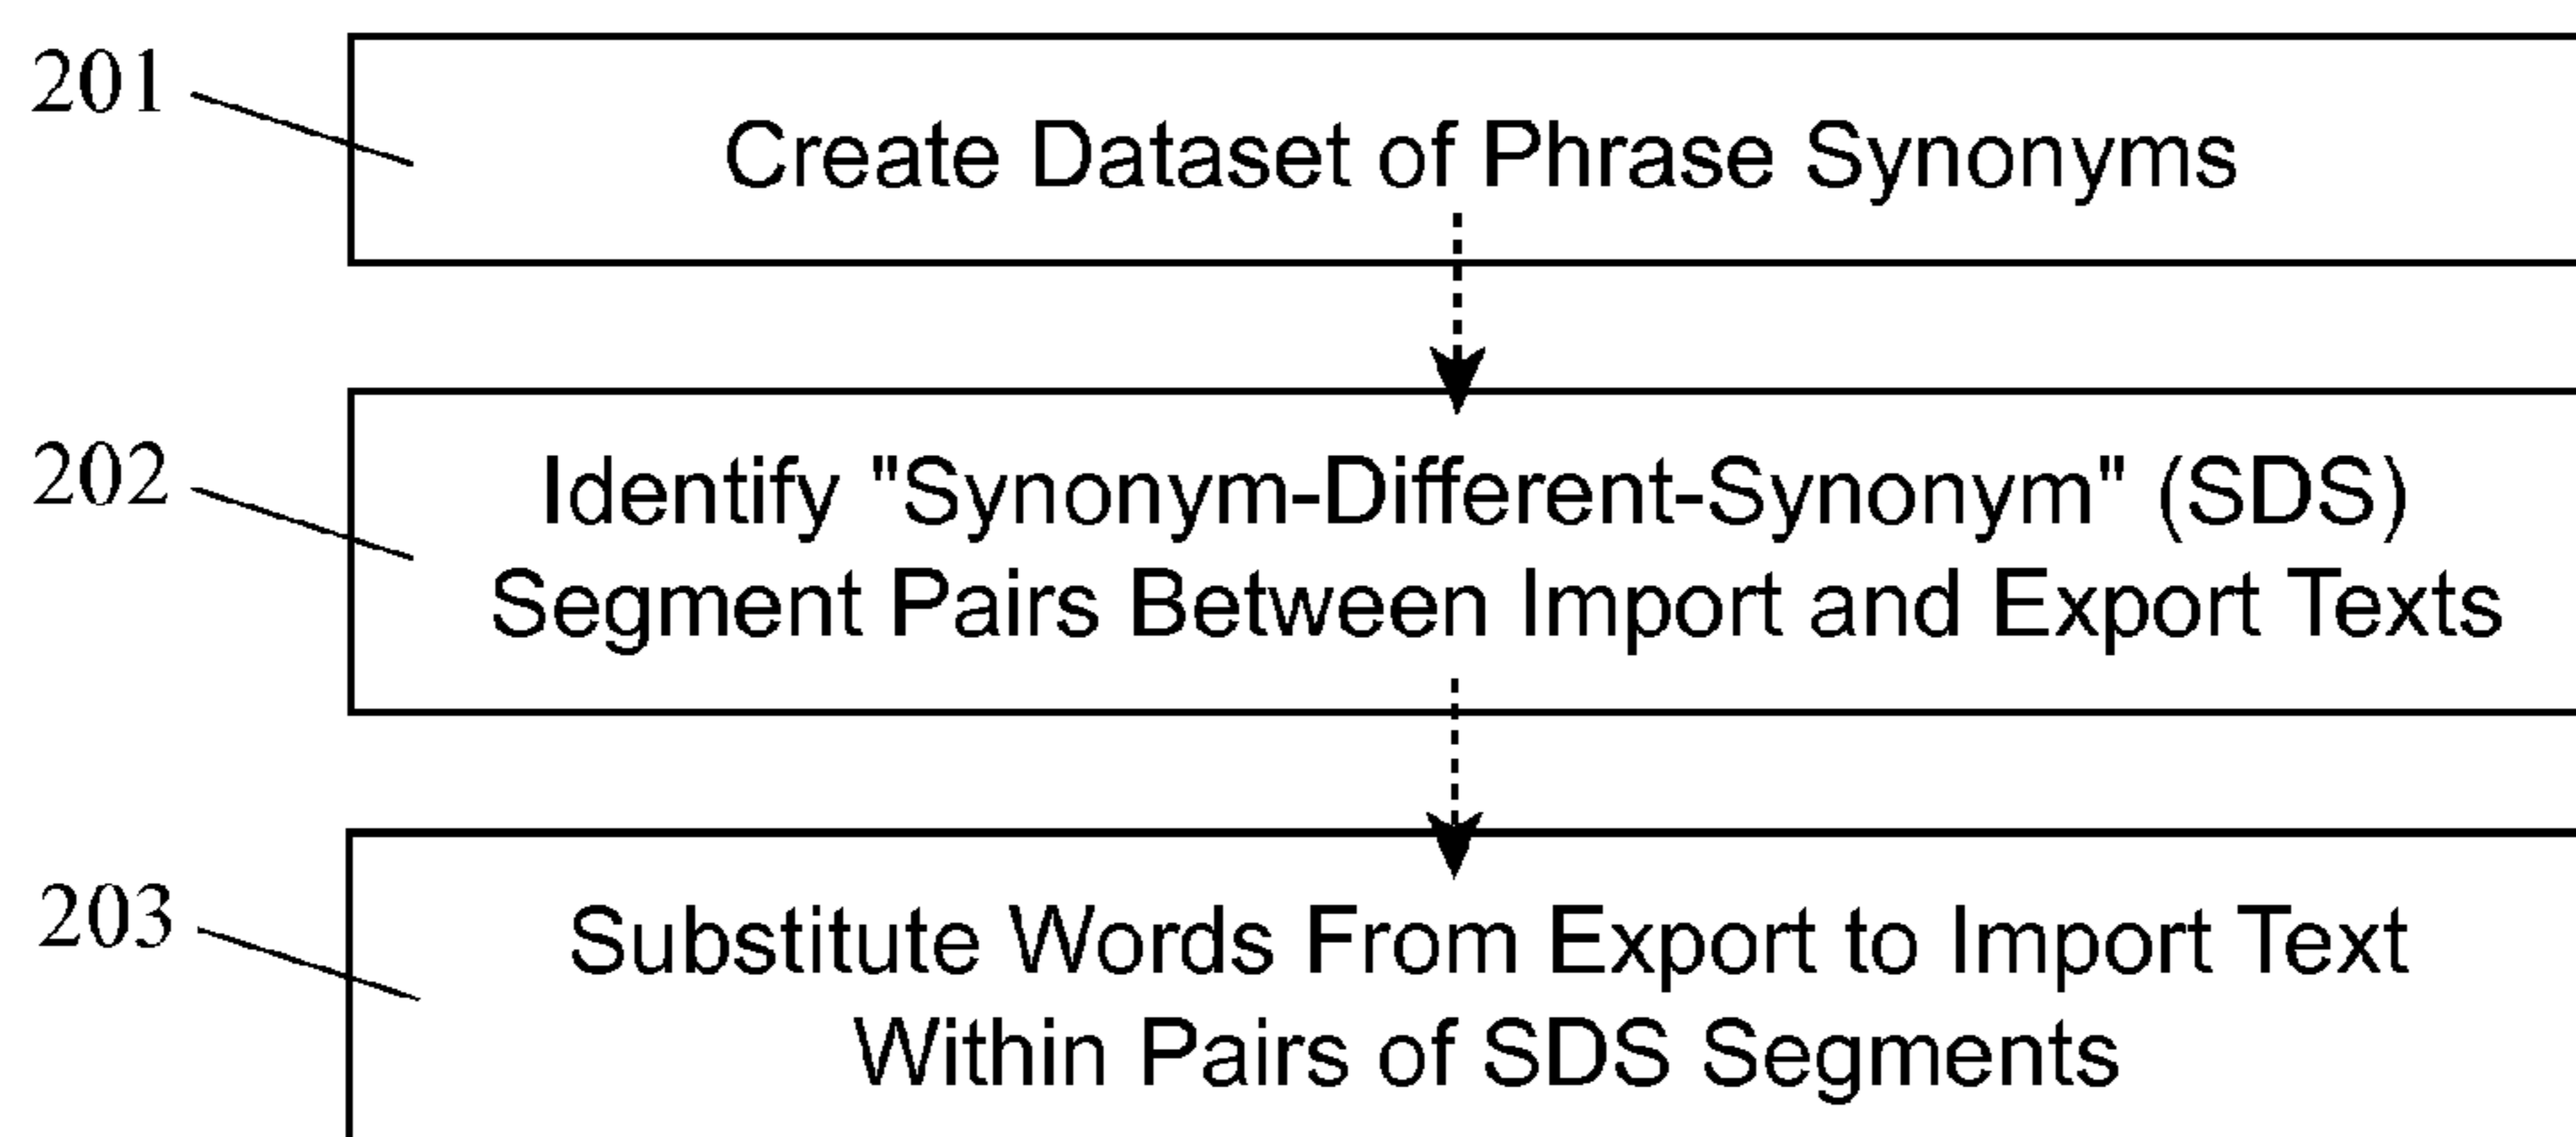 201
Create Dataset of Phrase Synonyms
202
Identify "Synonym-Different-Synonym" (SDS)
Segment Pairs Between Import and Export Texts
203
Substitute Words From Export to Import Text
Within Pairs of SDS Segments